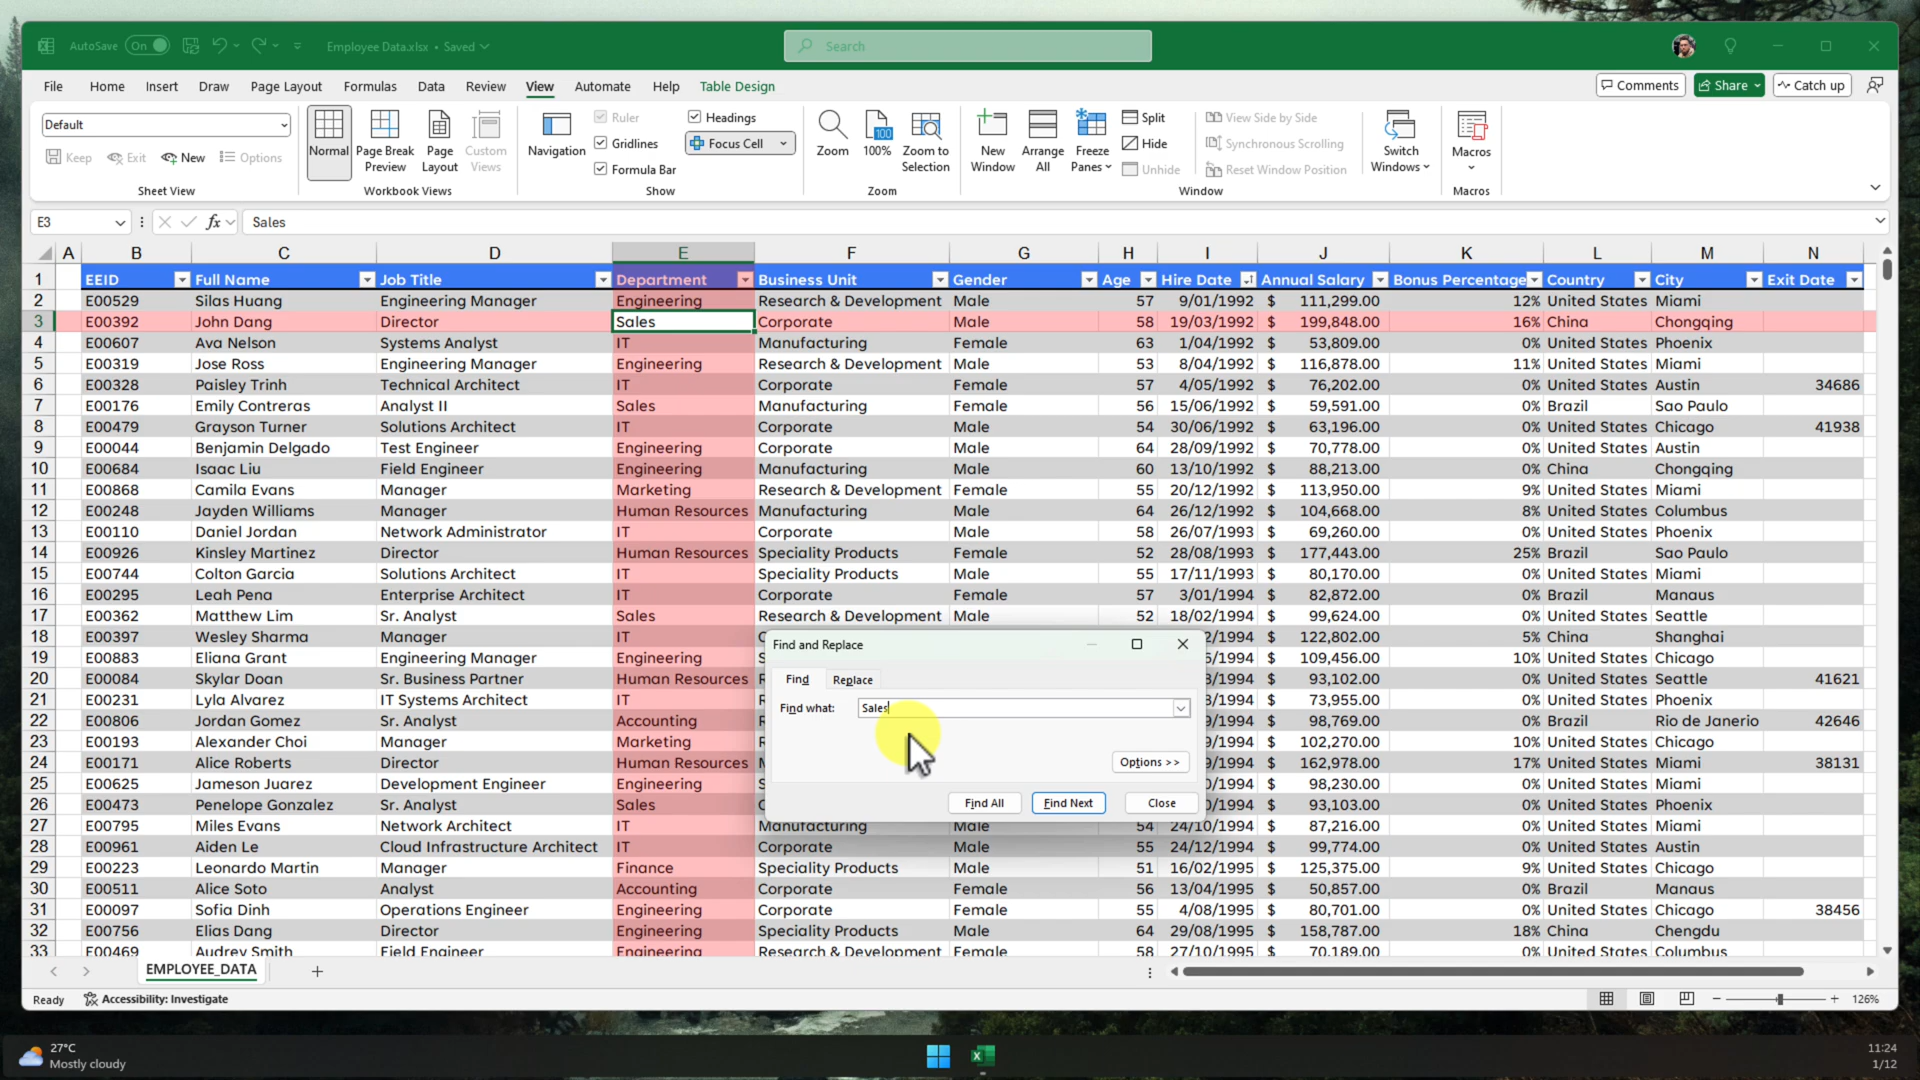 AutoSave On Employee Data.xlsx • Saved Search
File Home Insert Draw Page Layout Formulas Data Review View Automate Help Table Design Comments Share Catch up
Default
Keep Exit New Options
Sheet View
Normal Page Break Preview Page Layout Custom Views
Workbook Views
Navigation Ruler Gridlines Formula Bar Headings Focus Cell
Show
Zoom 100 100% Zoom to Selection
Zoom
New Window Arrange All Freeze Panes Split Hide Unhide View Side by Side Synchronous Scrolling Reset Window Position Switch Windows
Window
Macros
Macros
E3 fx Sales
A B C D E F G H I J K L M N
1 EEID Full Name Job Title Department Business Unit Gender Age Hire Date Annual Salary Bonus Percentage Country City Exit Date
2 E00529 Silas Huang Engineering Manager Engineering Research & Development Male 57 9/01/1992 $ 111,299.00 12% United States Miami
3 E00392 John Dang Director Sales Corporate Male 58 19/03/1992 $ 199,848.00 16% China Chongqing
4 E00607 Ava Nelson Systems Analyst IT Manufacturing Female 63 1/04/1992 $ 53,809.00 0% United States Phoenix
5 E00319 Jose Ross Engineering Manager Engineering Research & Development Male 53 8/04/1992 $ 116,878.00 11% United States Miami
6 E00328 Paisley Trinh Technical Architect IT Corporate Female 57 4/05/1992 $ 76,202.00 0% United States Austin 34686
7 E00176 Emily Contreras Analyst II Sales Manufacturing Female 56 15/06/1992 $ 59,591.00 0% Brazil Sao Paulo
8 E00479 Grayson Turner Solutions Architect IT Corporate Male 54 30/06/1992 $ 63,196.00 0% United States Chicago 41938
9 E00044 Benjamin Delgado Test Engineer Engineering Corporate Male 64 28/09/1992 $ 70,778.00 0% United States Austin
10 E00684 Isaac Liu Field Engineer Engineering Manufacturing Male 60 13/10/1992 $ 88,213.00 0% China Chongqing
11 E00868 Camila Evans Manager Marketing Research & Development Female 55 20/12/1992 $ 113,950.00 9% United States Miami
12 E00248 Jayden Williams Manager Human Resources Manufacturing Male 64 26/12/1992 $ 104,668.00 8% United States Columbus
13 E00110 Daniel Jordan Network Administrator IT Corporate Male 58 26/07/1993 $ 69,260.00 0% United States Phoenix
14 E00926 Kinsley Martinez Director Human Resources Speciality Products Female 52 28/08/1993 $ 177,443.00 25% Brazil Sao Paulo
15 E00744 Colton Garcia Solutions Architect IT Speciality Products Male 55 17/11/1993 $ 80,170.00 0% United States Miami
16 E00295 Leah Pena Enterprise Architect IT Corporate Female 57 3/01/1994 $ 82,872.00 0% Brazil Manaus
17 E00362 Matthew Lim Sr. Analyst Sales Research & Development Male 52 18/02/1994 $ 99,624.00 0% United States Seattle
18 E00397 Wesley Sharma Manager IT 2/1994 $ 122,802.00 5% China Shanghai
19 E00883 Eliana Grant Engineering Manager Engineering /1994 $ 109,456.00 10% United States Chicago
20 E00084 Skylar Doan Sr. Business Partner Human Resources /1994 $ 93,102.00 0% United States Seattle 41621
21 E00231 Lyla Alvarez IT Systems Architect IT /1994 $ 73,955.00 0% United States Phoenix
22 E00806 Jordan Gomez Sr. Analyst Accounting /1994 $ 98,769.00 0% Brazil Rio de Janerio 42646
23 E00193 Alexander Choi Manager Marketing /1994 $ 102,270.00 10% United States Chicago
24 E00171 Alice Roberts Director Human Resources /1994 $ 162,978.00 17% United States Miami 38131
25 E00625 Jameson Juarez Development Engineer Engineering /1994 $ 98,230.00 0% United States Miami
26 E00473 Penelope Gonzalez Sr. Analyst Sales /1994 $ 93,103.00 0% United States Phoenix
27 E00795 Miles Evans Network Architect IT Manufacturing Male 54 24/10/1994 $ 87,216.00 0% United States Miami
28 E00961 Aiden Le Cloud Infrastructure Architect IT Corporate Male 55 24/12/1994 $ 99,774.00 0% United States Austin
29 E00223 Leonardo Martin Manager Finance Speciality Products Male 51 16/02/1995 $ 125,375.00 9% United States Chicago
30 E00511 Alice Soto Analyst Accounting Corporate Female 56 13/04/1995 $ 50,857.00 0% Brazil Manaus
31 E00097 Sofia Dinh Operations Engineer Engineering Corporate Female 55 4/08/1995 $ 80,701.00 0% United States Chicago 38456
32 E00756 Elias Dang Director Engineering Speciality Products Male 64 29/08/1995 $ 158,787.00 18% China Chengdu
33 E00469 Audrey Smith Field Engineer Engineering Research & Development Female 58 27/10/1995 $ 70,189.00 0% United States Columbus
Find and Replace
Find Replace
Find what: Sales
Options >>
Find All Find Next Close
EMPLOYEE_DATA
Ready Accessibility: Investigate 126%
27°C
Mostly cloudy
11:24
1/12